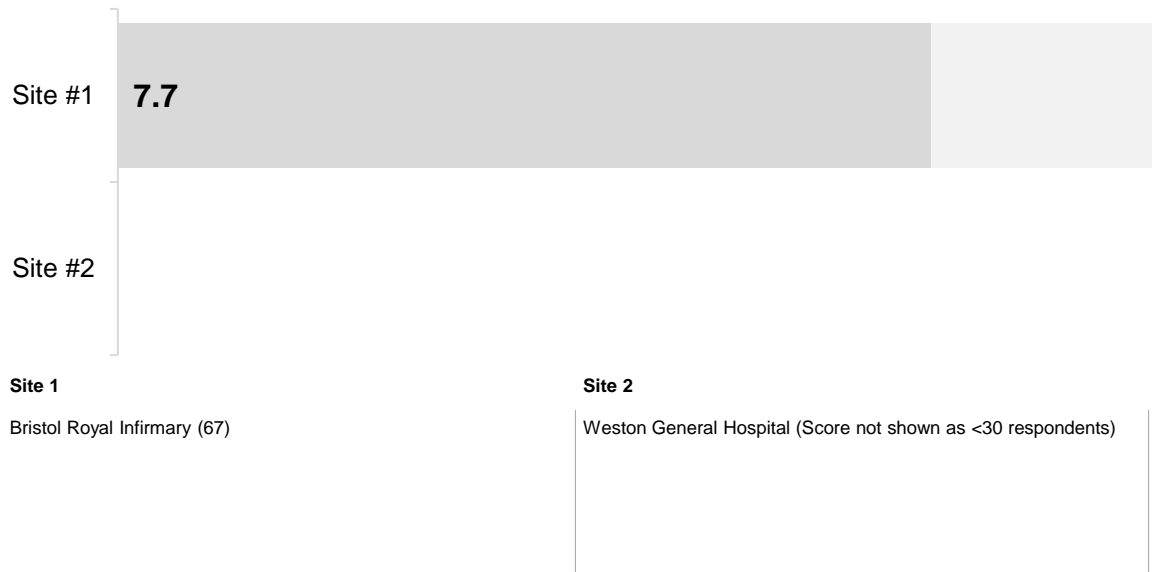 Site #1
7.7
Site #2
Site 1
Site 2
Bristol Royal Infirmary (67)
Weston General Hospital (Score not shown as <30 respondents)